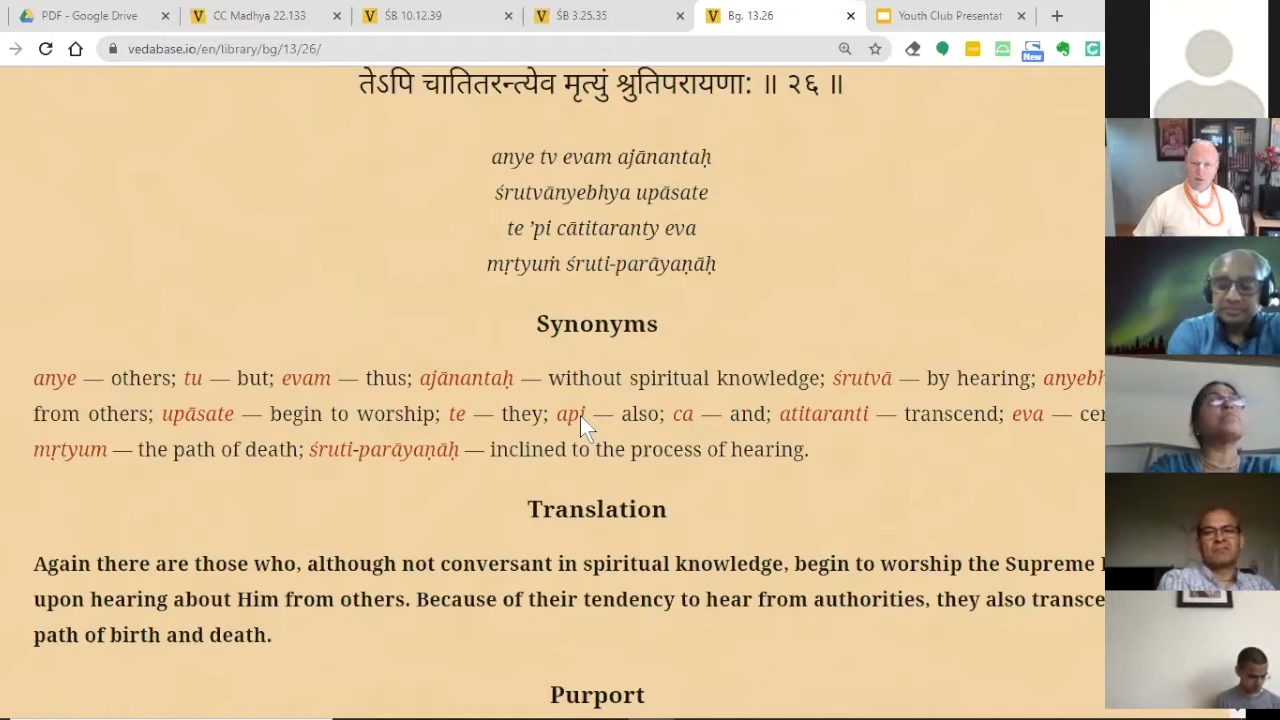 PDF - Google Drive
CC Madhya 22.133
ŚB 10.12.39
ŚB 3.25.35
Bg. 13.26
Youth Club Presentat
vedabase.io/en/library/bg/13/26/
New
तेऽपि चातितरन्त्येव मृत्युं श्रुतिपरायणाः ॥ २६ ॥
anye tv evam ajānantaḥ
śrutvānyebhya upāsate
te ’pi cātitaranty eva
mṛtyuṁ śruti-parāyaṇāḥ
Synonyms
anye — others; tu — but; evam — thus; ajānantaḥ — without spiritual knowledge; śrutvā — by hearing; anyebh
from others; upāsate — begin to worship; te — they; api — also; ca — and; atitaranti — transcend; eva — cer
mṛtyum — the path of death; śruti-parāyaṇāḥ — inclined to the process of hearing.
Translation
Again there are those who, although not conversant in spiritual knowledge, begin to worship the Supreme
upon hearing about Him from others. Because of their tendency to hear from authorities, they also transce
path of birth and death.
Purport